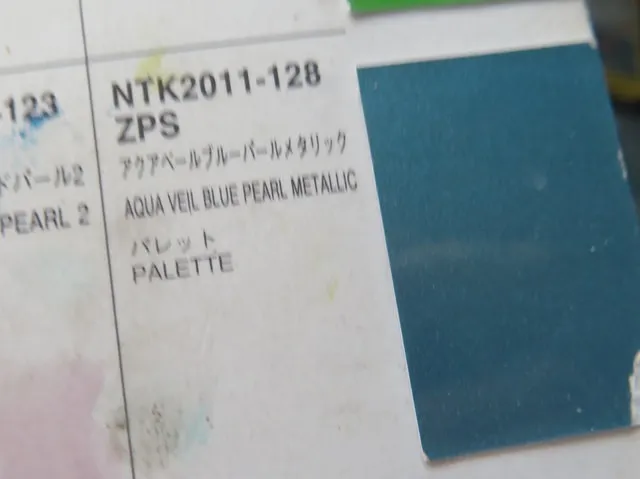 -123
ドパール2
PEARL 2
NTK2011-128
ZPS
アクアベールブルーパールメタリック
AQUA VEIL BLUE PEARL METALLIC
パレット
PALETTE